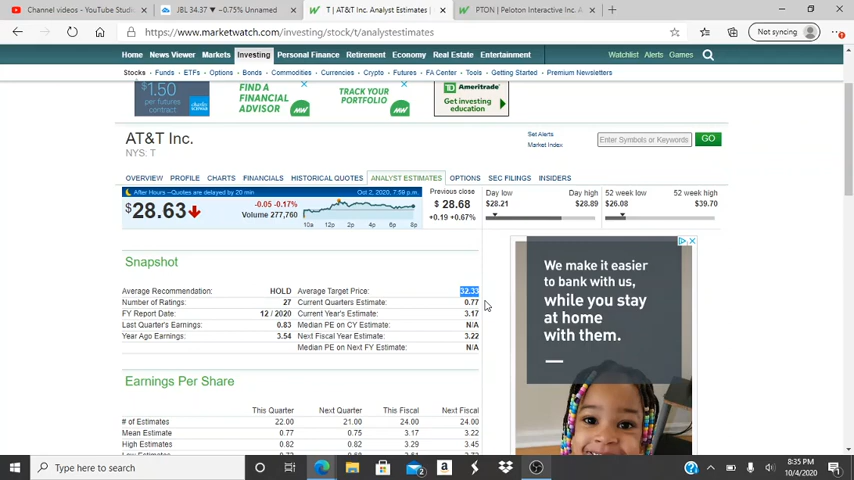 Channel videos - YouTube Studi
JBL 34.37 ▼ −0.75% Unnamed
T | AT&T Inc. Analyst Estimates |
PTON | Peloton Interactive Inc. A
https://www.marketwatch.com/investing/stock/t/analystestimates
Not syncing
Home News Viewer Markets Investing Personal Finance Retirement Economy Real Estate Entertainment Watchlist Alerts Games
Stocks · Funds · ETFs · Options · Bonds · Commodities · Currencies · Crypto · Futures · FA Center · Tools · Getting Started · Premium Newsletters
$1.50
per futures
contract
charles
SCHWAB
FIND A
FINANCIAL
ADVISOR
TRACK YOUR
PORTFOLIO
Ameritrade
Get investing
education
AT&T Inc.
NYS: T
Set Alerts
Market Index
Enter Symbols or Keywords
GO
OVERVIEW PROFILE CHARTS FINANCIALS HISTORICAL QUOTES ANALYST ESTIMATES OPTIONS SEC FILINGS INSIDERS
After Hours - Quotes are delayed by 20 min Oct 2, 2020, 7:59 p.m.
$28.63
-0.05 -0.17%
Volume 277,760
10a 12p 2p 4p 6p 8p
Previous close
$ 28.68
+0.19 +0.67%
Day low Day high
$28.21 $28.89
52 week low 52 week high
$26.08 $39.70
Snapshot
Average Recommendation: HOLD Average Target Price: 32.33
Number of Ratings: 27 Current Quarters Estimate: 0.77
FY Report Date: 12 / 2020 Current Year's Estimate: 3.17
Last Quarter's Earnings: 0.83 Median PE on CY Estimate: N/A
Year Ago Earnings: 3.54 Next Fiscal Year Estimate: 3.22
Median PE on Next FY Estimate: N/A
Earnings Per Share
This Quarter Next Quarter This Fiscal Next Fiscal
# of Estimates 22.00 21.00 24.00 24.00
Mean Estimate 0.77 0.75 3.17 3.22
High Estimates 0.82 0.82 3.29 3.45
We make it easier
to bank with us,
while you stay
at home
with them.
Type here to search
8:35 PM
10/4/2020